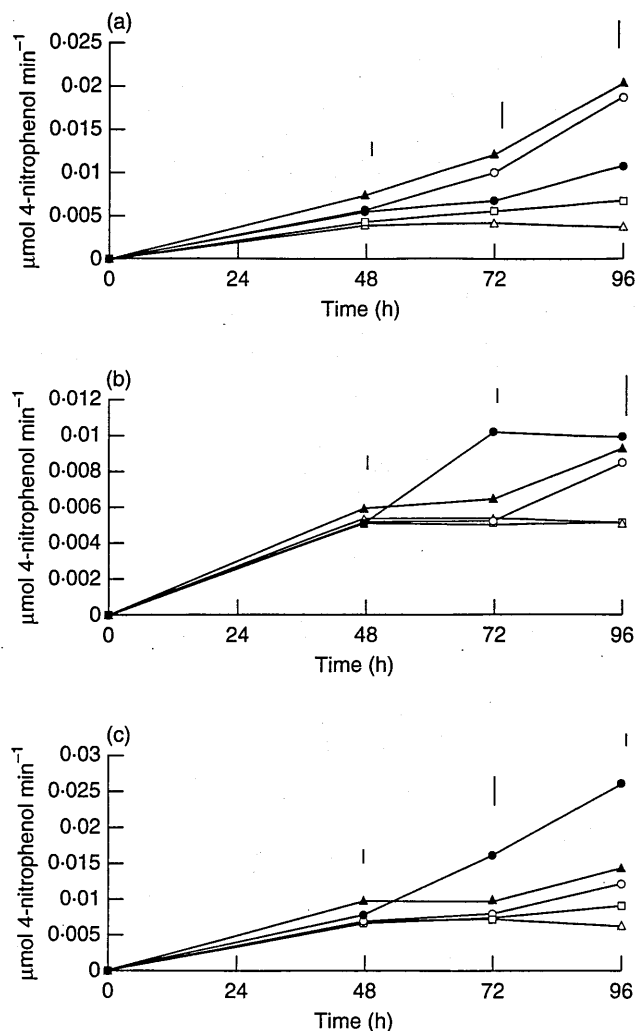 (a)
µmol 4-nitrophenol min⁻¹
0·025
0·02
0·015
0·01
0·005
0
0 24 48 72 96
Time (h)
(b)
µmol 4-nitrophenol min⁻¹
0·012
0·01
0·008
0·006
0·004
0·002
0
0 24 48 72 96
Time (h)
(c)
µmol 4-nitrophenol min⁻¹
0·03
0·025
0·02
0·015
0·01
0·005
0
0 24 48 72 96
Time (h)